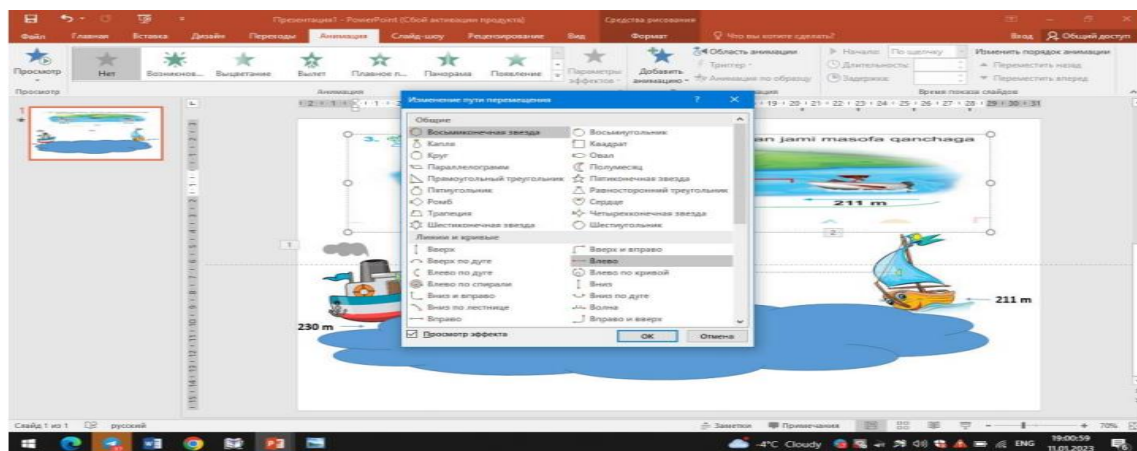 Презентация1 - PowerPoint (Сбой активации продукта)
Средства рисования
Файл Главная Вставка Дизайн Переходы Анимация Слайд-шоу Рецензирование Вид Формат Что вы хотите сделать? Вход Общий доступ
Просмотр
Нет Возникнов... Выцветание Вылет Плавное п... Панорама Появление
Параметры эффектов
Добавить анимацию
Область анимации
Триггер
Анимация по образцу
Начало: По щелчку
Длительность:
Задержка:
Изменить порядок анимации
Переместить назад
Переместить вперед
Просмотр Анимация Время показа слайдов
Изменение пути перемещения ? ×
Общие
Восьмиконечная звезда Восьмиугольник
Капля Квадрат
Круг Овал
Параллелограмм Полумесяц
Прямоугольный треугольник Пятиконечная звезда
Пятиугольник Равносторонний треугольник
Ромб Сердце
Трапеция Четырехконечная звезда
Шестиконечная звезда Шестиугольник
Линии и кривые
Вверх Вверх и вправо
Вверх по дуге Влево
Влево по дуге Влево по кривой
Влево по спирали Вниз
Вниз и вправо Вниз по дуге
Вниз по лестнице Волна
Вправо Вправо и вверх
Просмотр эффекта OK Отмена
3.
an jami masofa qanchaga
211 m
1
2
230 m
211 m
Слайд 1 из 1 русский
Заметки Примечания 70%
-4°C Cloudy ENG 19:00:59
11.01.2023